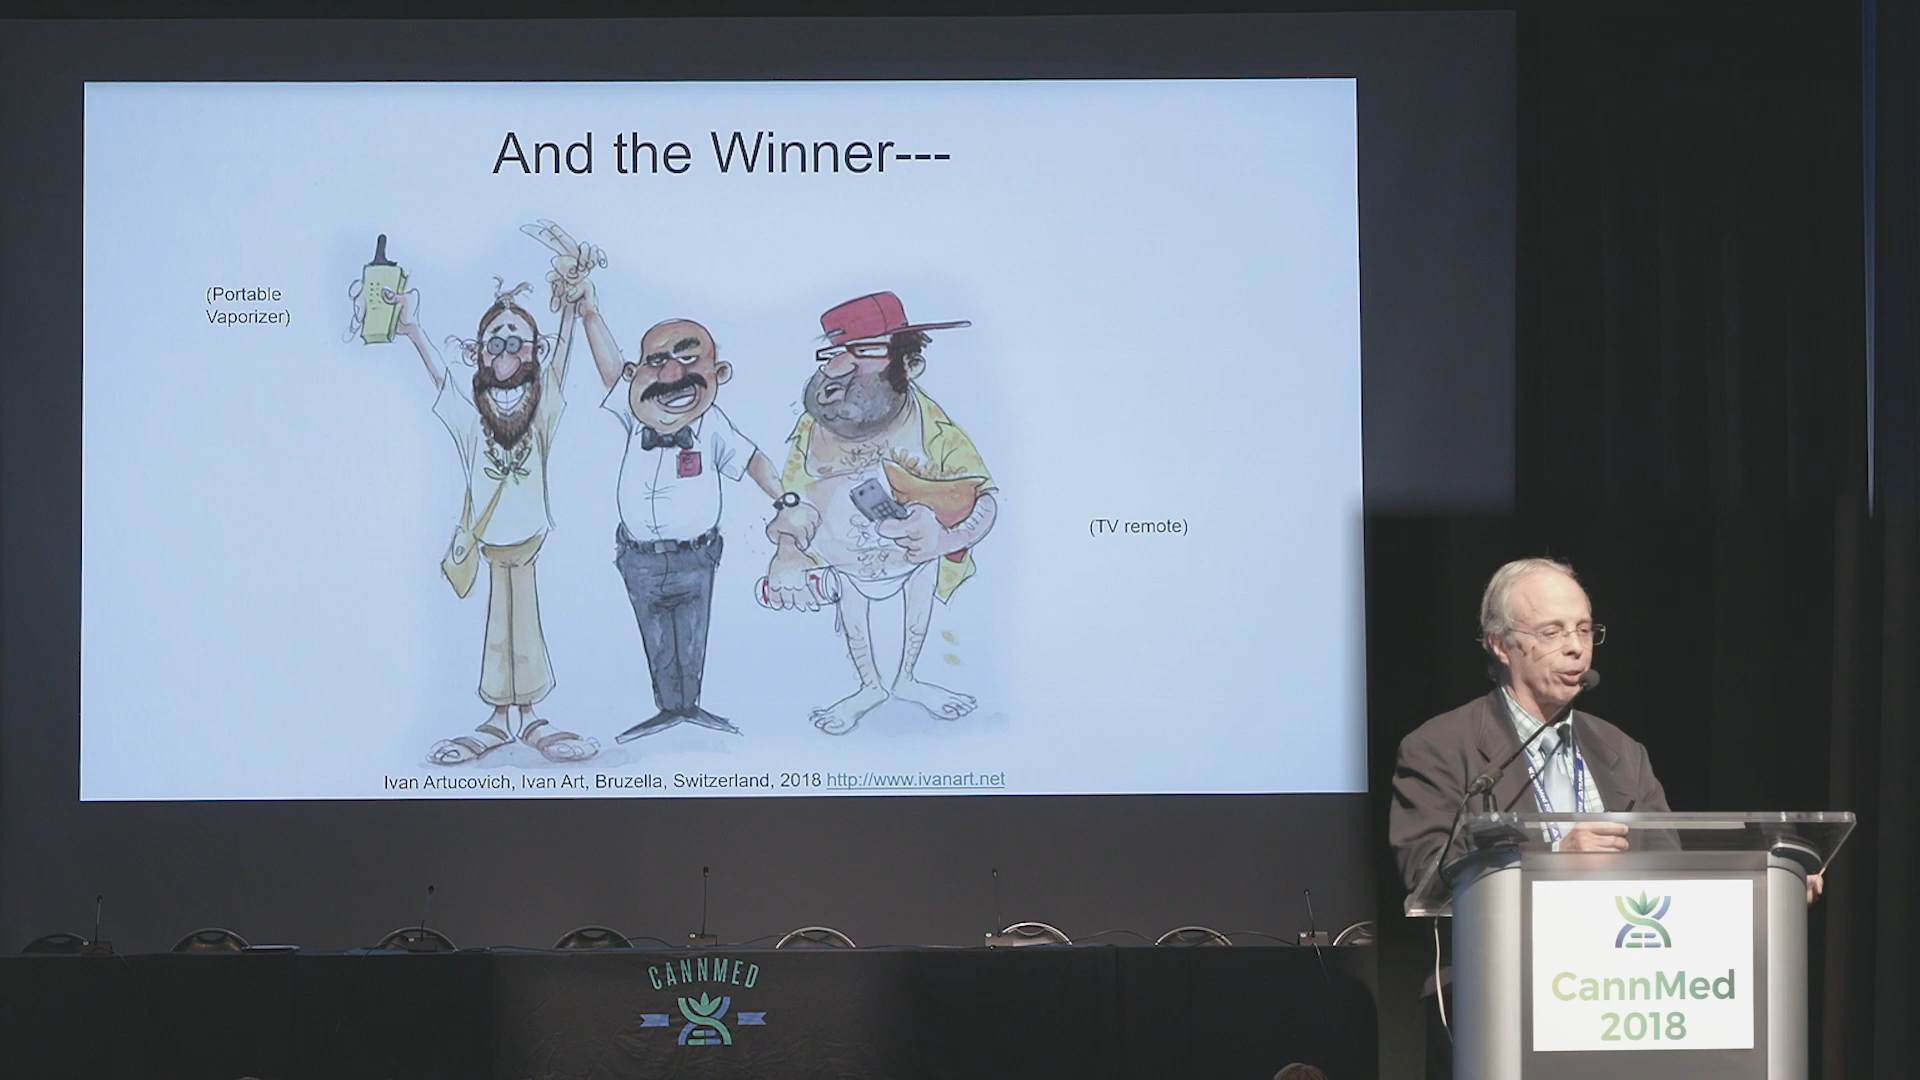 And the Winner---
(Portable
Vaporizer)
(TV remote)
Ivan Artucovich, Ivan Art, Bruzella, Switzerland, 2018 http://www.ivanart.net
CANNMED
CannMed
2018